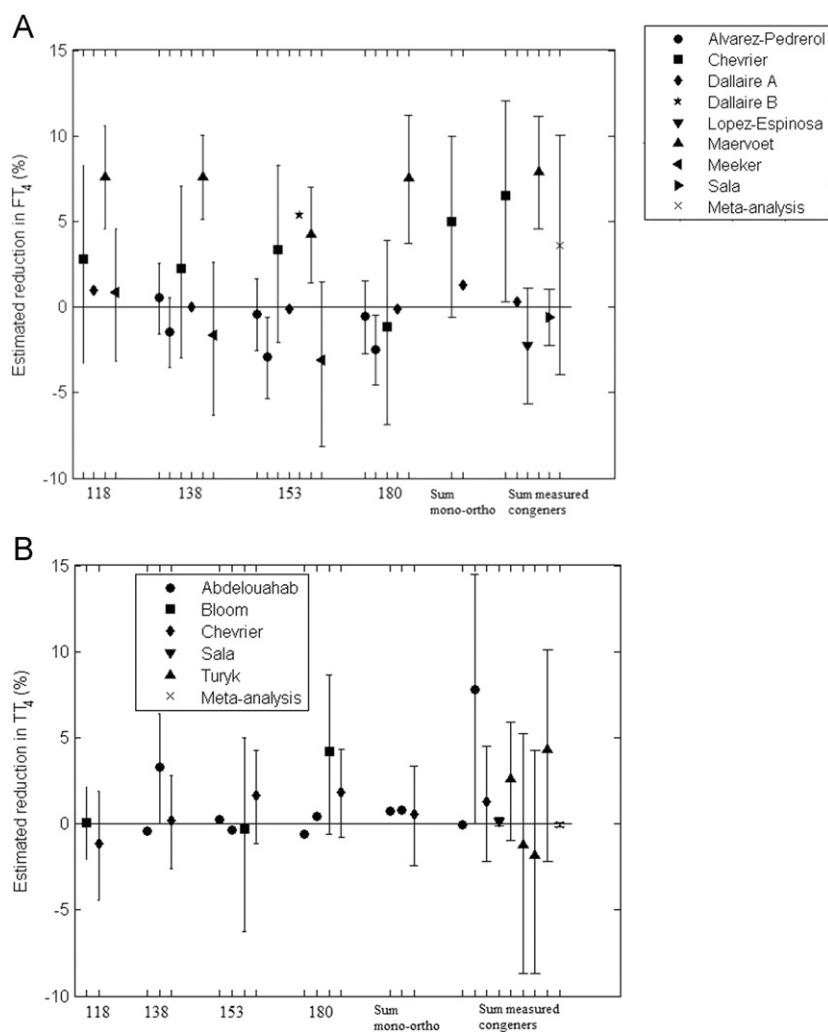 A
Estimated reduction in FT4 (%)
15
10
5
0
-5
-10
118
138
153
180
Sum
mono-ortho
Sum measured
congeners
Alvarez-Pedrerol
Chevrier
Dallaire A
Dallaire B
Lopez-Espinosa
Maervoet
Meeker
Sala
Meta-analysis
B
Estimated reduction in TT4 (%)
15
10
5
0
-5
-10
Abdelouahab
Bloom
Chevrier
Sala
Turyk
Meta-analysis
118
138
153
180
Sum
mono-ortho
Sum measured
congeners